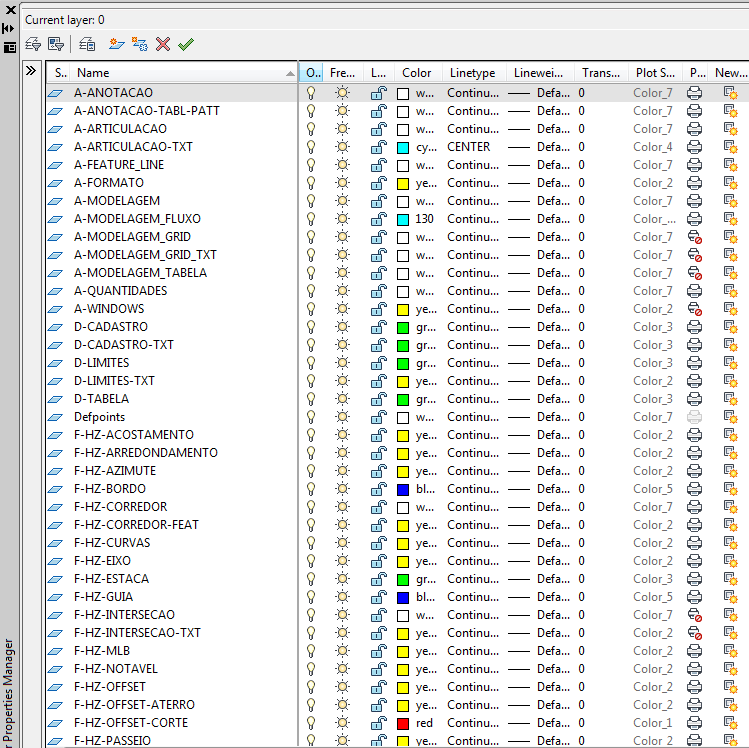 Current layer: 0
S.. Name O.. Fre... L... Color Linetype Linewei... Trans... Plot S... P... New...
A-ANOTACAO w... Continu... Defa... 0 Color_7
A-ANOTACAO-TABL-PATT w... Continu... Defa... 0 Color_7
A-ARTICULACAO w... Continu... Defa... 0 Color_7
A-ARTICULACAO-TXT cy... CENTER Defa... 0 Color_4
A-FEATURE_LINE w... Continu... Defa... 0 Color_7
A-FORMATO ye... Continu... Defa... 0 Color_2
A-MODELAGEM w... Continu... Defa... 0 Color_7
A-MODELAGEM_FLUXO 130 Continu... Defa... 0 Color_...
A-MODELAGEM_GRID w... Continu... Defa... 0 Color_7
A-MODELAGEM_GRID_TXT w... Continu... Defa... 0 Color_7
A-MODELAGEM_TABELA w... Continu... Defa... 0 Color_7
A-QUANTIDADES w... Continu... Defa... 0 Color_7
A-WINDOWS ye... Continu... Defa... 0 Color_2
D-CADASTRO gr... Continu... Defa... 0 Color_3
D-CADASTRO-TXT gr... Continu... Defa... 0 Color_3
D-LIMITES gr... Continu... Defa... 0 Color_3
D-LIMITES-TXT ye... Continu... Defa... 0 Color_2
D-TABELA gr... Continu... Defa... 0 Color_3
Defpoints w... Continu... Defa... 0 Color_7
F-HZ-ACOSTAMENTO ye... Continu... Defa... 0 Color_2
F-HZ-ARREDONDAMENTO ye... Continu... Defa... 0 Color_2
F-HZ-AZIMUTE ye... Continu... Defa... 0 Color_2
F-HZ-BORDO bl... Continu... Defa... 0 Color_5
F-HZ-CORREDOR w... Continu... Defa... 0 Color_7
F-HZ-CORREDOR-FEAT ye... Continu... Defa... 0 Color_2
F-HZ-CURVAS ye... Continu... Defa... 0 Color_2
F-HZ-EIXO ye... Continu... Defa... 0 Color_2
F-HZ-ESTACA gr... Continu... Defa... 0 Color_3
F-HZ-GUIA bl... Continu... Defa... 0 Color_5
F-HZ-INTERSECAO w... Continu... Defa... 0 Color_7
F-HZ-INTERSECAO-TXT ye... Continu... Defa... 0 Color_2
F-HZ-MLB ye... Continu... Defa... 0 Color_2
F-HZ-NOTAVEL ye... Continu... Defa... 0 Color_2
F-HZ-OFFSET ye... Continu... Defa... 0 Color_2
F-HZ-OFFSET-ATERRO ye... Continu... Defa... 0 Color_2
F-HZ-OFFSET-CORTE red Continu... Defa... 0 Color_1
F-HZ-PASSEIO ye... Continu... Defa... 0 Color_2
r Properties Manager